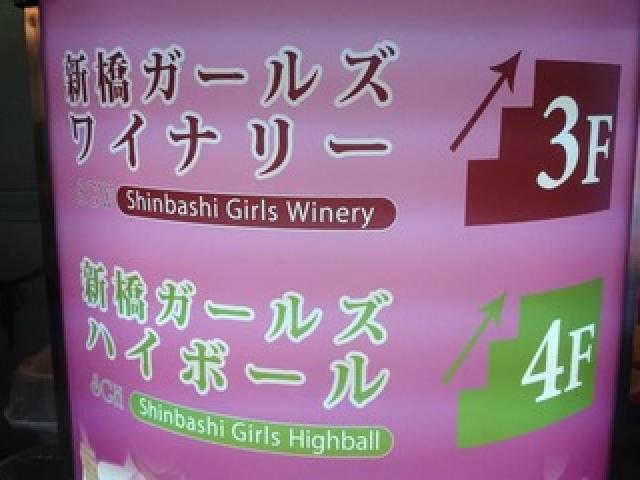 新橋ガールズ
ワイナリー
3F
Shinbashi Girls Winery
新橋ガールズ
ハイボール
4F
Shinbashi Girls Highball